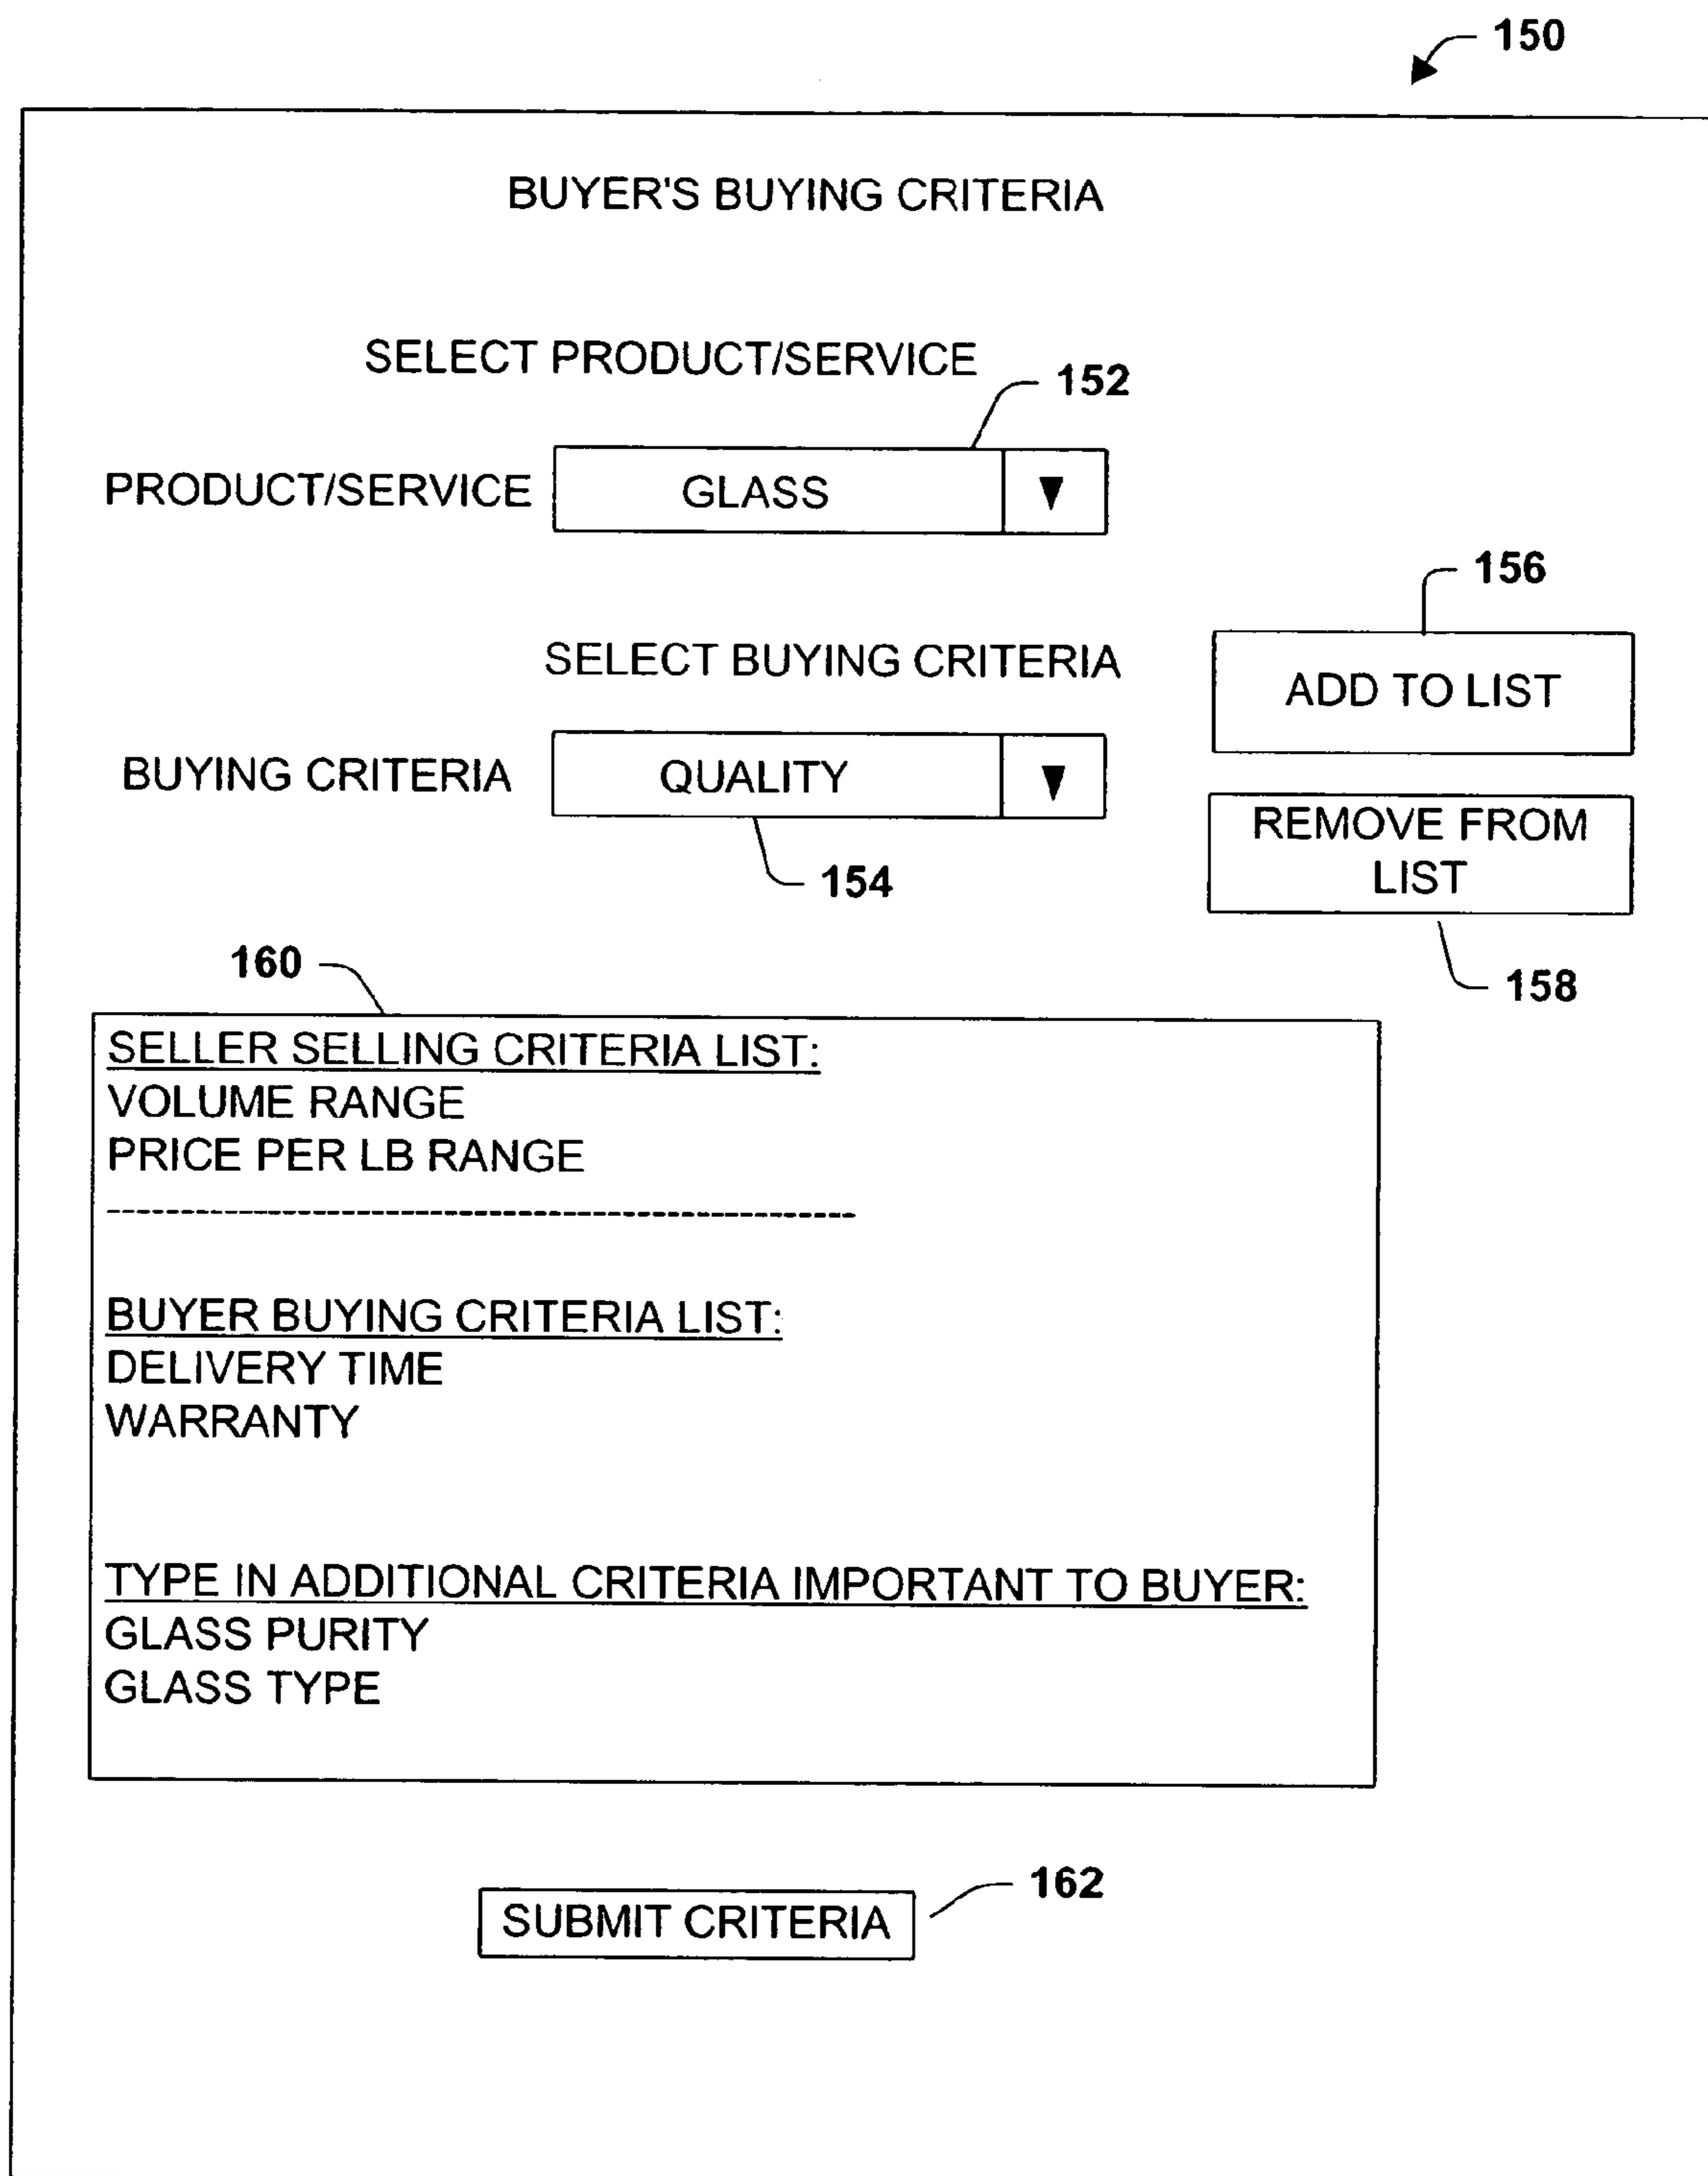 150
BUYER'S BUYING CRITERIA
SELECT PRODUCT/SERVICE
152
PRODUCT/SERVICE
GLASS
156
SELECT BUYING CRITERIA
ADD TO LIST
BUYING CRITERIA
QUALITY
REMOVE FROM
LIST
154
158
160
SELLER SELLING CRITERIA LIST:
VOLUME RANGE
PRICE PER LB RANGE
BUYER BUYING CRITERIA LIST:
DELIVERY TIME
WARRANTY
TYPE IN ADDITIONAL CRITERIA IMPORTANT TO BUYER:
GLASS PURITY
GLASS TYPE
162
SUBMIT CRITERIA